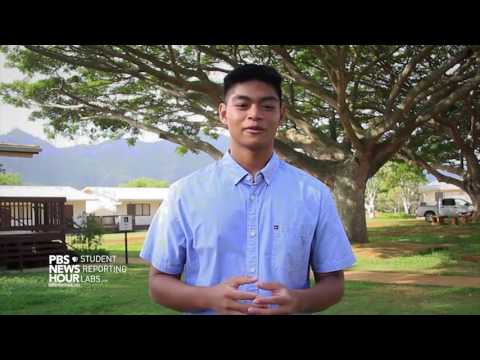 PBS STUDENT
NEWS REPORTING
HOUR LABS